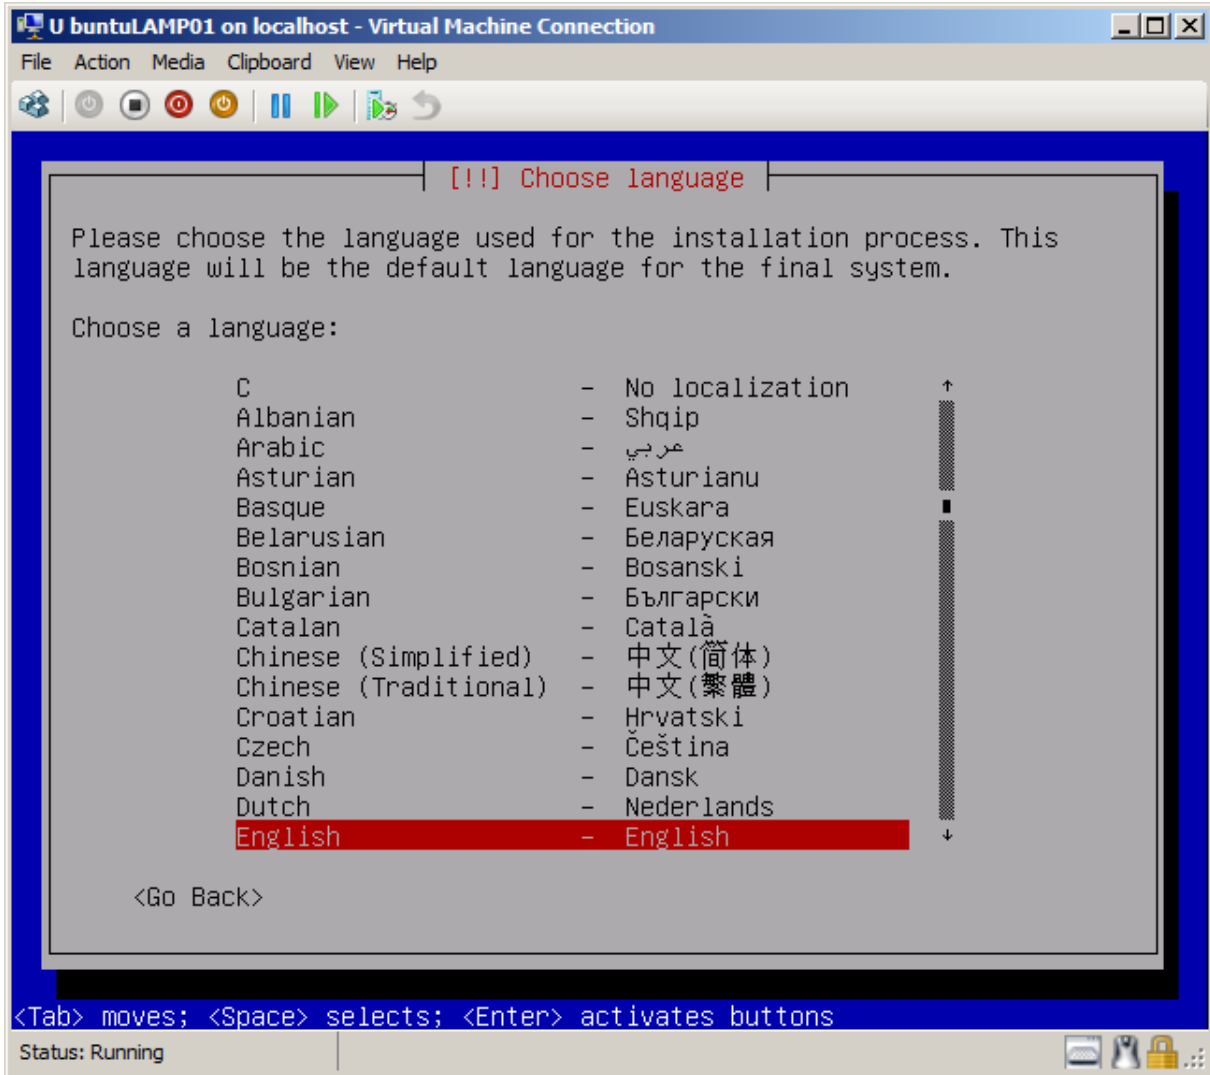 U buntuLAMP01 on localhost - Virtual Machine Connection
File Action Media Clipboard View Help
[!!] Choose language
Please choose the language used for the installation process. This
language will be the default language for the final system.
Choose a language:
C - No localization
Albanian - Shqip
Arabic - عربي
Asturian - Asturianu
Basque - Euskara
Belarusian - Беларуская
Bosnian - Bosanski
Bulgarian - Български
Catalan - Català
Chinese (Simplified) - 中文(简体)
Chinese (Traditional) - 中文(繁體)
Croatian - Hrvatski
Czech - Čeština
Danish - Dansk
Dutch - Nederlands
English - English
<Go Back>
<Tab> moves; <Space> selects; <Enter> activates buttons
Status: Running